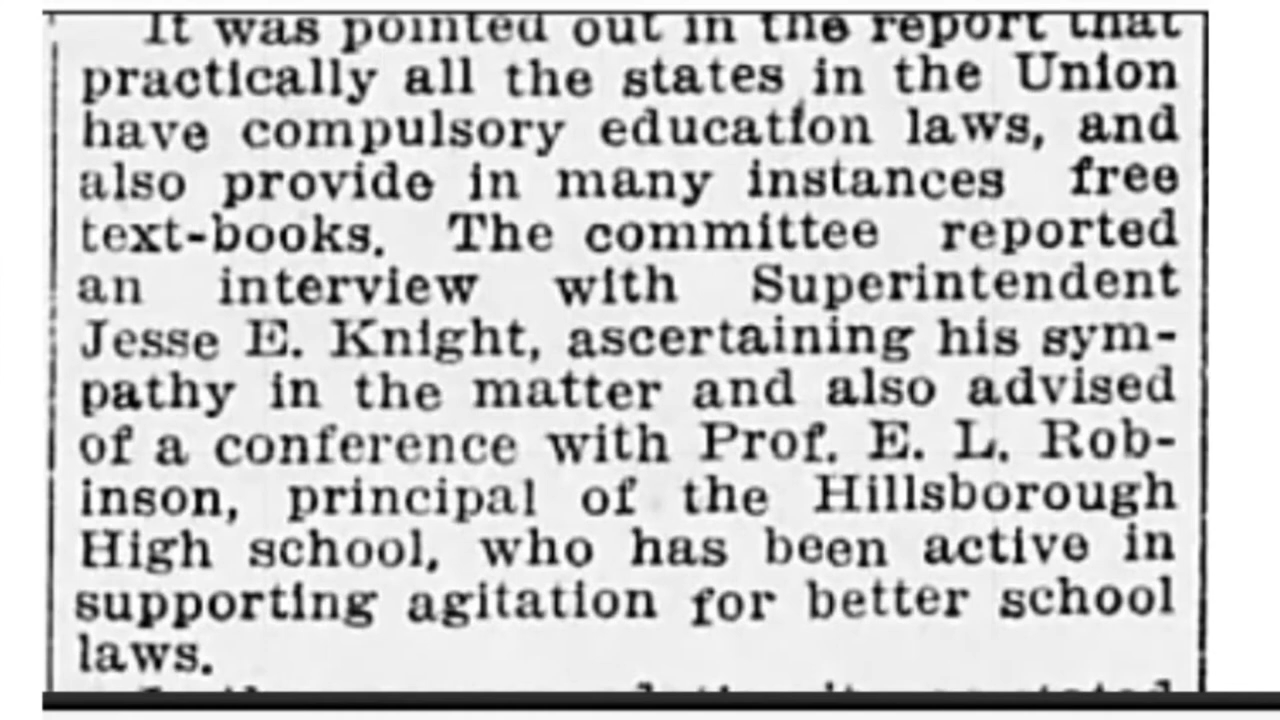 It was pointed out in the report that
practically all the states in the Union
have compulsory education laws, and
also provide in many instances free
text-books. The committee reported
an interview with Superintendent
Jesse E. Knight, ascertaining his sym-
pathy in the matter and also advised
of a conference with Prof. E. L. Rob-
inson, principal of the Hillsborough
High school, who has been active in
supporting agitation for better school
laws.